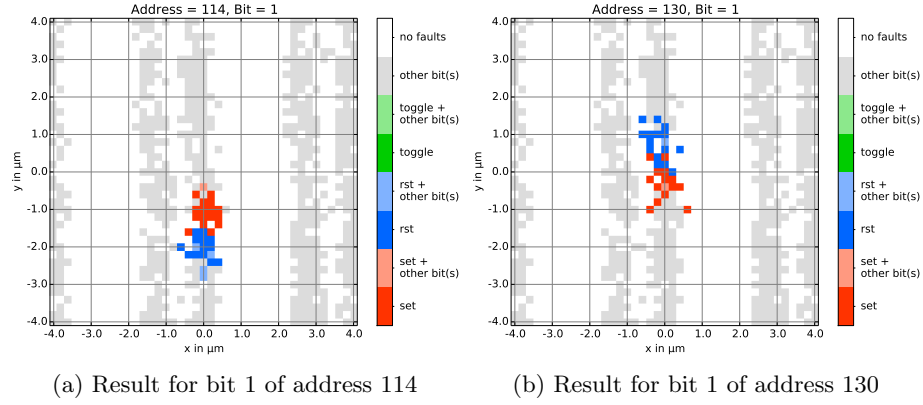 Address = 114, Bit = 1
4.0
3.0
2.0
1.0
0.0
-1.0
-2.0
-3.0
-4.0
y in µm
-4.0 -3.0 -2.0 -1.0 0.0 1.0 2.0 3.0 4.0
x in µm
no faults
other bit(s)
toggle +
other bit(s)
toggle
rst +
other bit(s)
rst
set +
other bit(s)
set
(a) Result for bit 1 of address 114
Address = 130, Bit = 1
4.0
3.0
2.0
1.0
0.0
-1.0
-2.0
-3.0
-4.0
y in µm
-4.0 -3.0 -2.0 -1.0 0.0 1.0 2.0 3.0 4.0
x in µm
no faults
other bit(s)
toggle +
other bit(s)
toggle
rst +
other bit(s)
rst
set +
other bit(s)
set
(b) Result for bit 1 of address 130